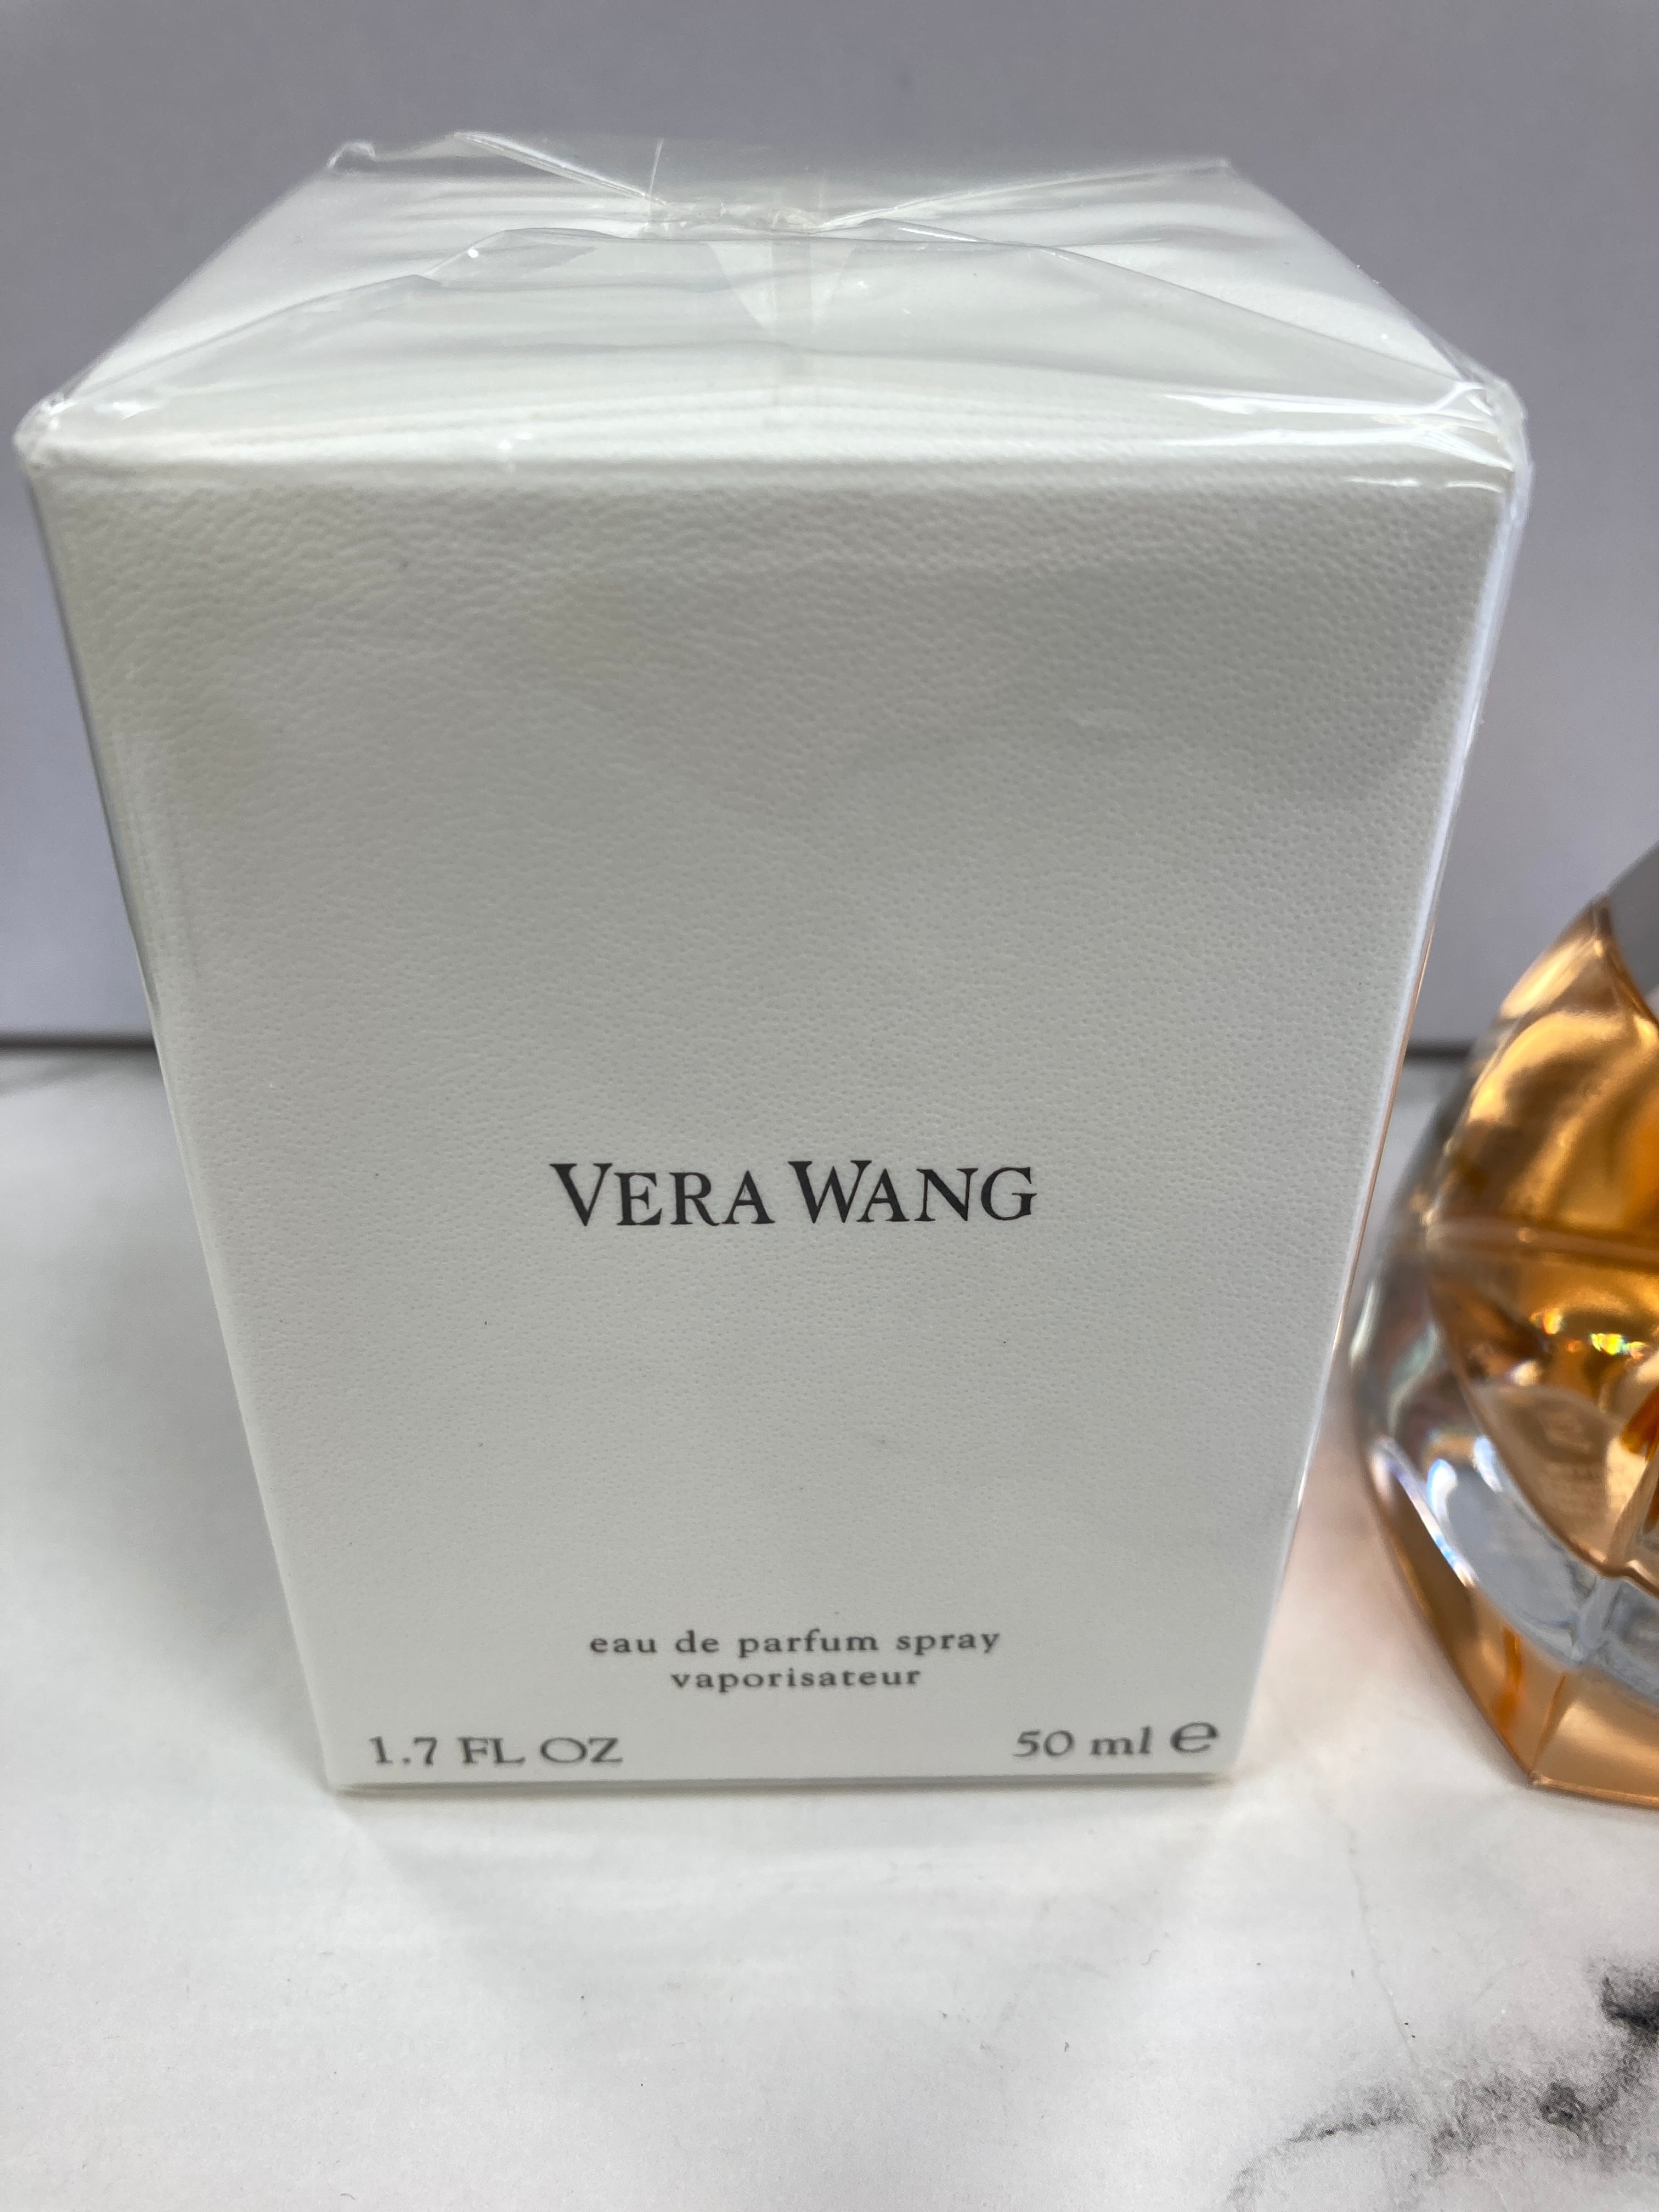 VERA WANG
eau de parfum spray
vaporisateur
1.7 FL OZ 50 ml ℮